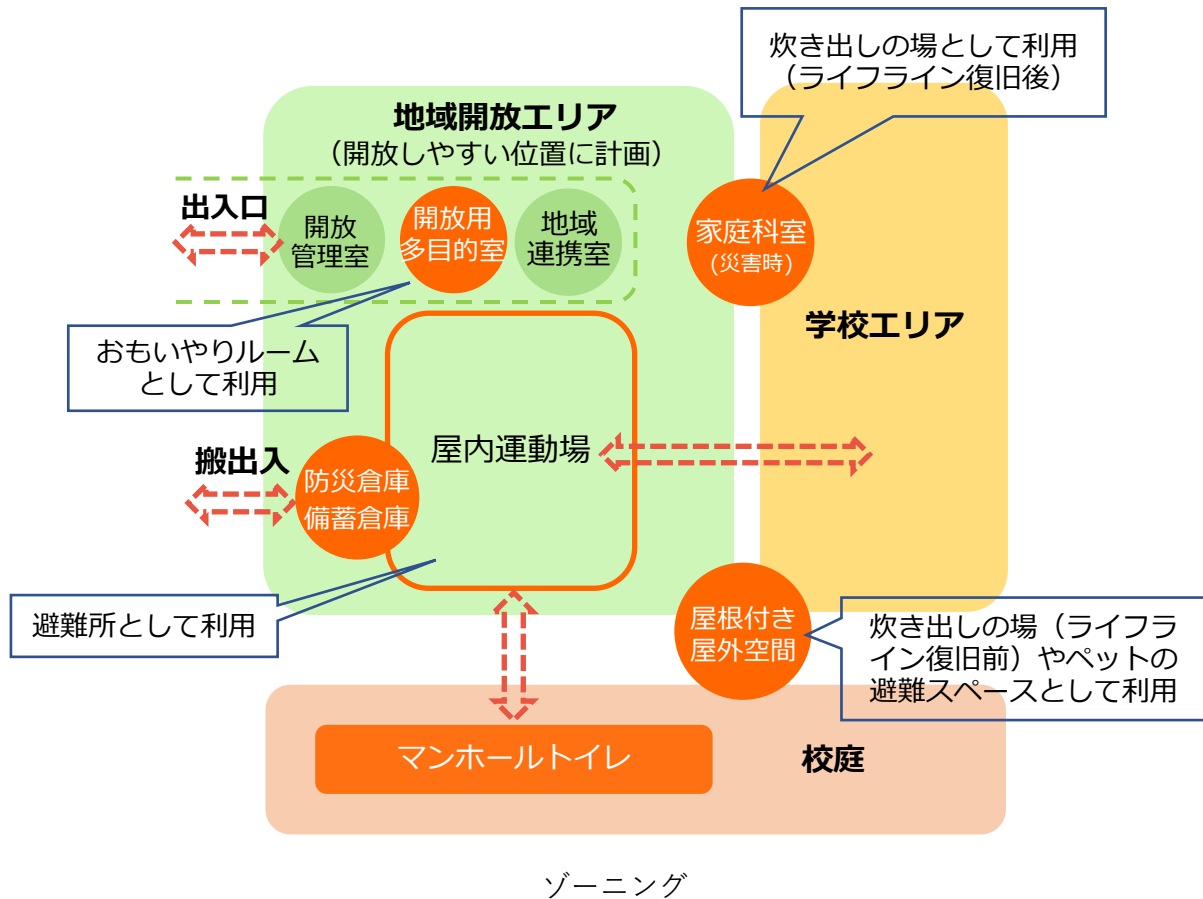 炊き出しの場として利用
（ライフライン復旧後）
地域開放エリア
（開放しやすい位置に計画）
出入口
開放
管理室
開放用
多目的室
地域
連携室
家庭科室
(災害時)
学校エリア
おもいやりルーム
として利用
屋内運動場
搬出入
防災倉庫
備蓄倉庫
避難所として利用
屋根付き
屋外空間
炊き出しの場（ライフラ
イン復旧前）やペットの
避難スペースとして利用
マンホールトイレ
校庭
ゾーニング